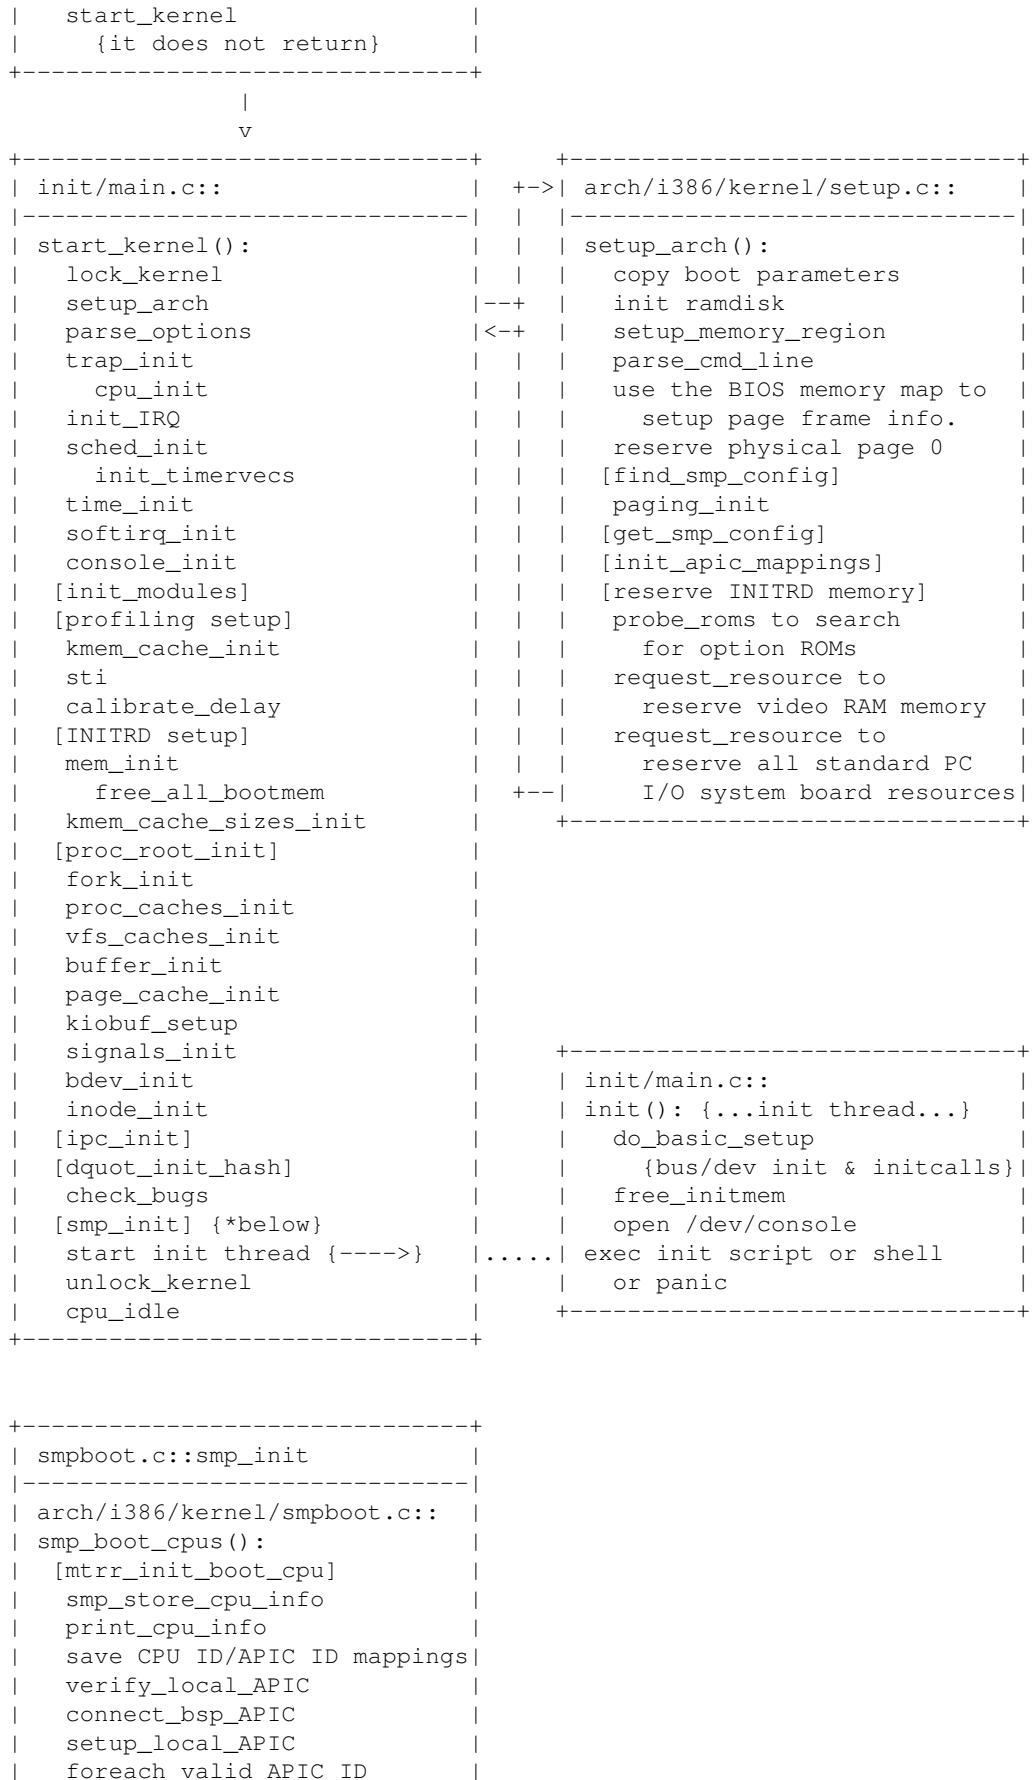 |   start_kernel                |
|     {it does not return}      |
+-------------------------------+
                |
                v
+-------------------------------+     +-------------------------------+
| init/main.c::                 |  +->| arch/i386/kernel/setup.c::    |
|-------------------------------|  |  |-------------------------------|
| start_kernel():               |  |  | setup_arch():                 |
|   lock_kernel                 |  |  |   copy boot parameters        |
|   setup_arch                  |--+  |   init ramdisk                |
|   parse_options               |<-+  |   setup_memory_region         |
|   trap_init                   |  |  |   parse_cmd_line              |
|     cpu_init                  |  |  |   use the BIOS memory map to  |
|   init_IRQ                    |  |  |     setup page frame info.    |
|   sched_init                  |  |  |   reserve physical page 0     |
|     init_timervecs            |  |  |  [find_smp_config]            |
|   time_init                   |  |  |   paging_init                 |
|   softirq_init                |  |  |  [get_smp_config]             |
|   console_init                |  |  |  [init_apic_mappings]         |
|  [init_modules]               |  |  |  [reserve INITRD memory]      |
|  [profiling setup]            |  |  |   probe_roms to search        |
|   kmem_cache_init             |  |  |     for option ROMs           |
|   sti                         |  |  |   request_resource to         |
|   calibrate_delay             |  |  |     reserve video RAM memory  |
|  [INITRD setup]               |  |  |   request_resource to         |
|   mem_init                    |  |  |     reserve all standard PC   |
|     free_all_bootmem          |  +--|     I/O system board resources|
|   kmem_cache_sizes_init       |     +-------------------------------+
|  [proc_root_init]             |
|   fork_init                   |
|   proc_caches_init            |
|   vfs_caches_init             |
|   buffer_init                 |
|   page_cache_init             |
|   kiobuf_setup                |
|   signals_init                |     +-------------------------------+
|   bdev_init                   |     | init/main.c::                 |
|   inode_init                  |     | init(): {...init thread...}   |
|  [ipc_init]                   |     |   do_basic_setup              |
|  [dquot_init_hash]            |     |     {bus/dev init & initcalls}|
|   check_bugs                  |     |   free_initmem                |
|  [smp_init] {*below}          |     |   open /dev/console           |
|   start init thread {---->}   |.....| exec init script or shell     |
|   unlock_kernel               |     |   or panic                    |
|   cpu_idle                    |     +-------------------------------+
+-------------------------------+
+-------------------------------+
| smpboot.c::smp_init           |
|-------------------------------|
| arch/i386/kernel/smpboot.c::  |
| smp_boot_cpus():              |
|  [mtrr_init_boot_cpu]         |
|   smp_store_cpu_info          |
|   print_cpu_info              |
|   save CPU ID/APIC ID mappings|
|   verify_local_APIC           |
|   connect_bsp_APIC            |
|   setup_local_APIC            |
|   foreach valid APIC ID       |